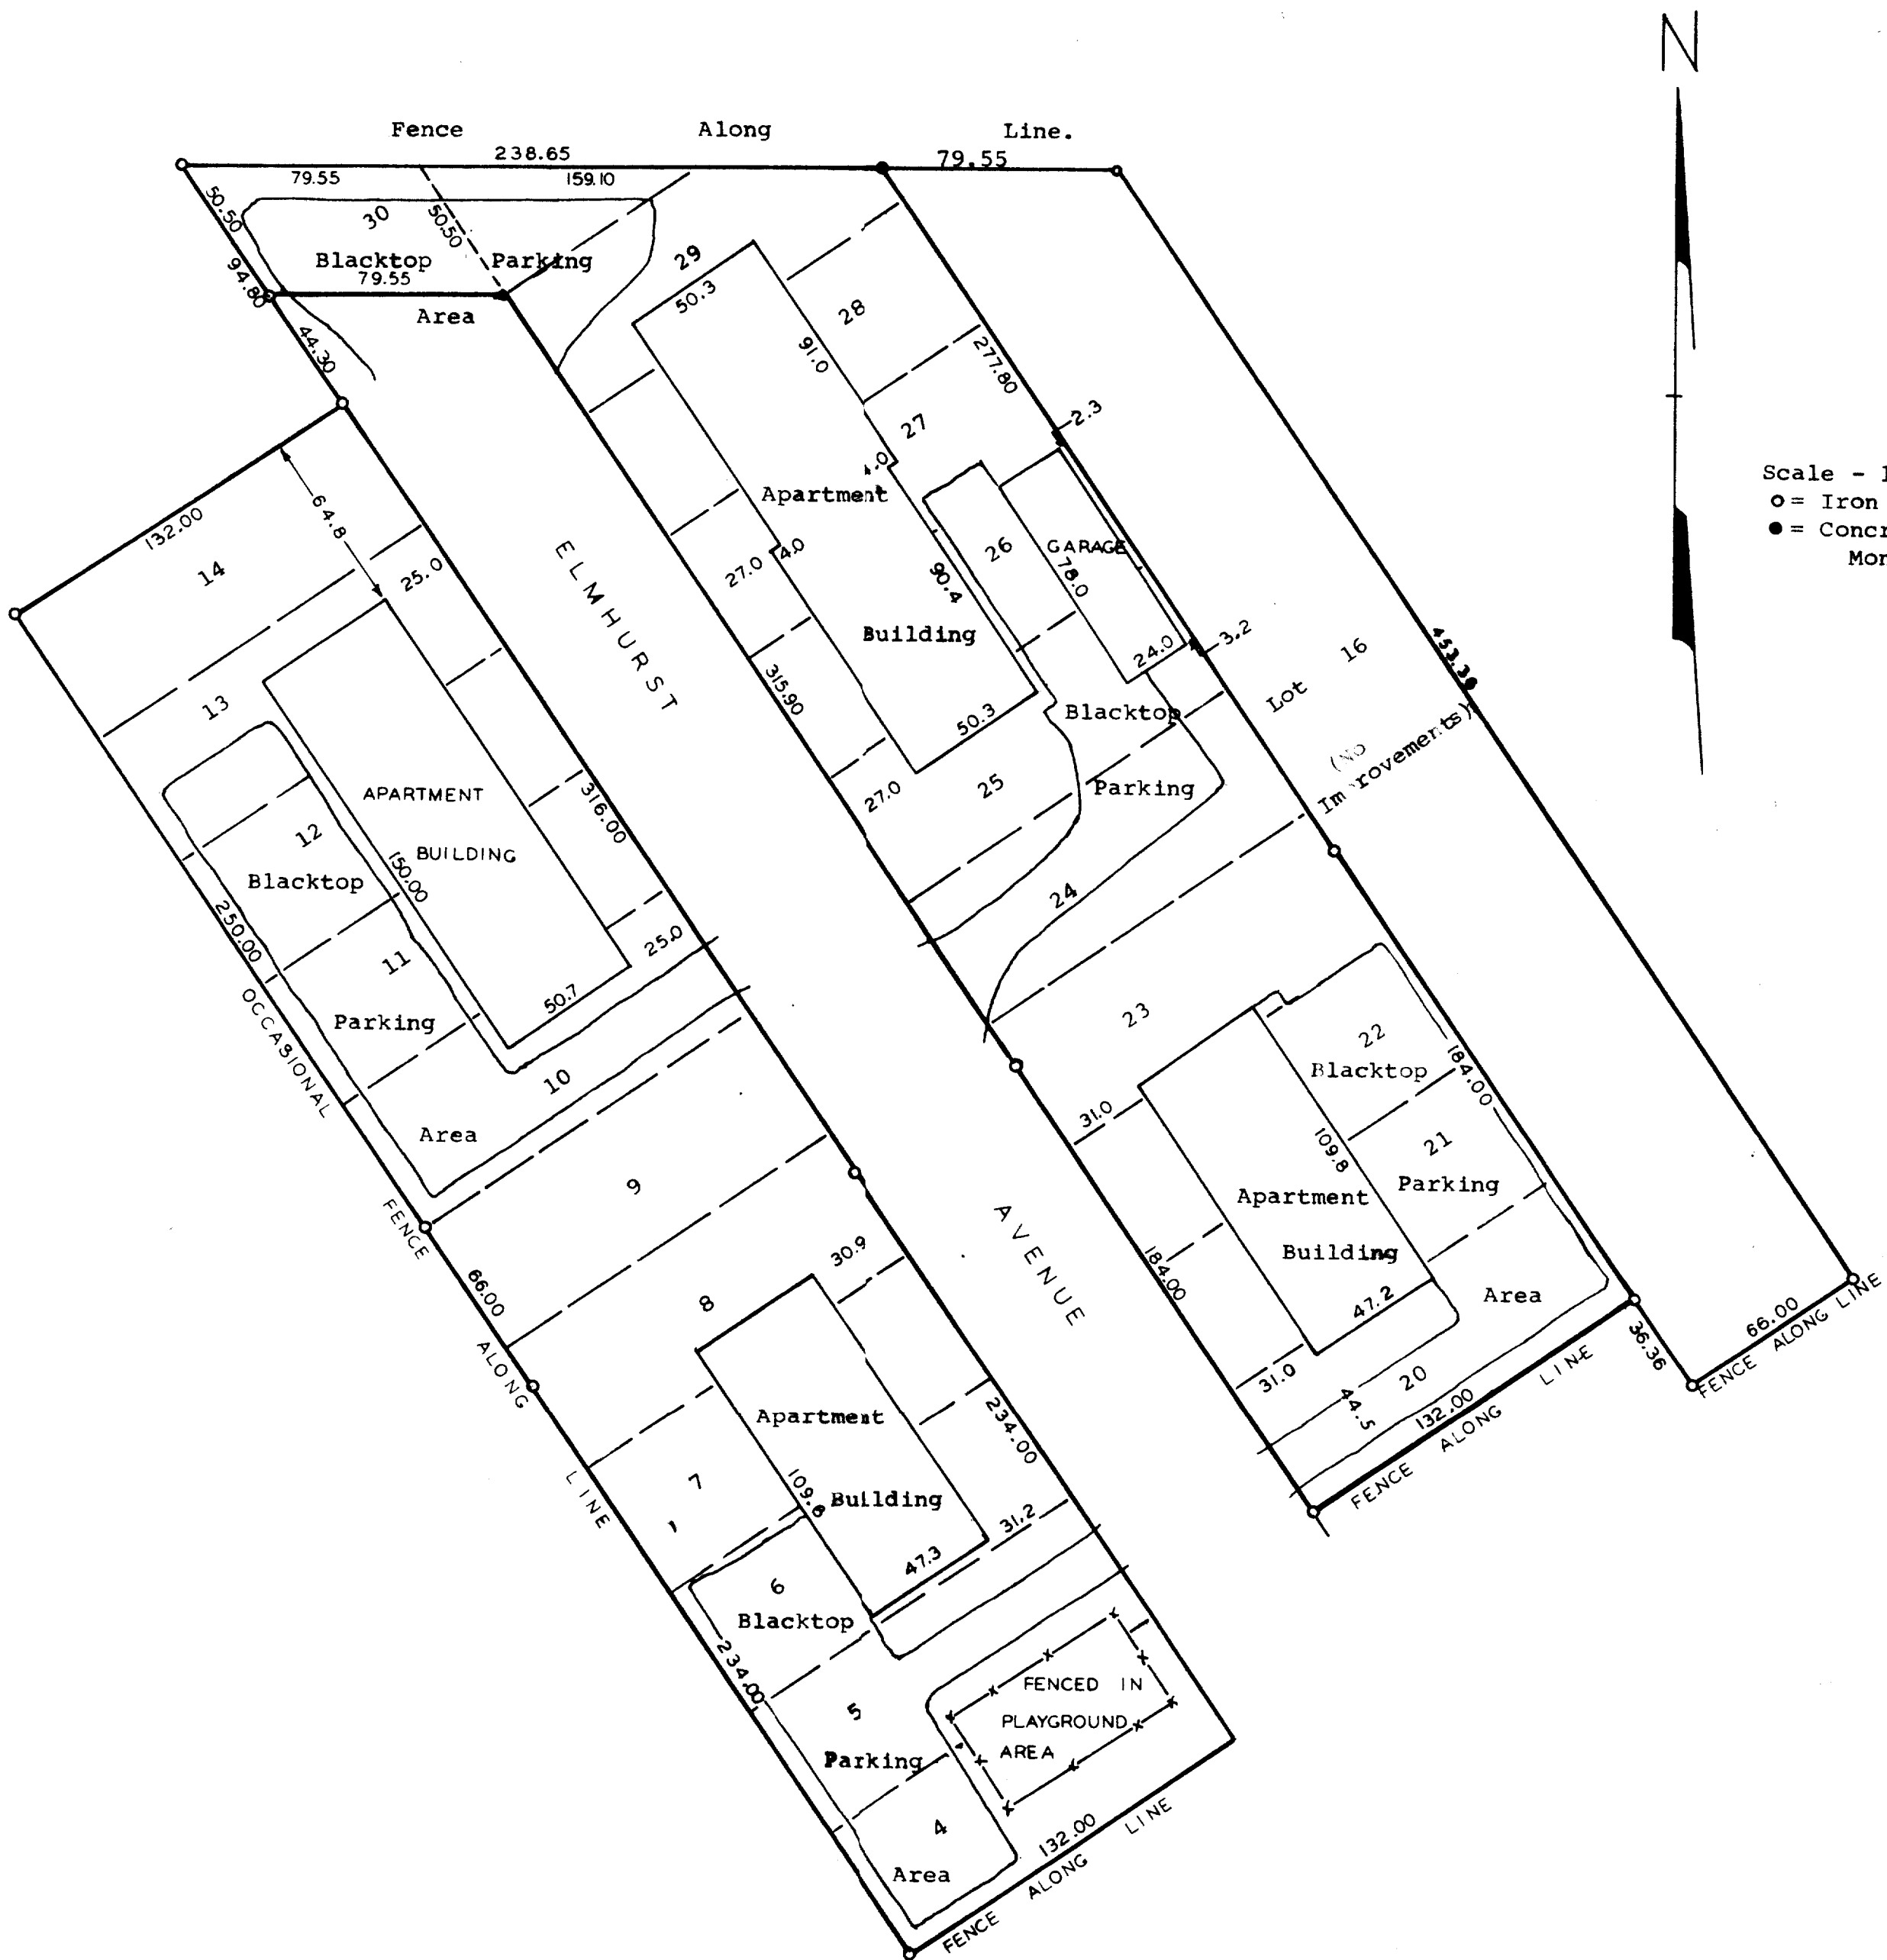 N
Fence Along Line.
238.65
79.55
79.55
159.10
50.50
50.50
30
94.80
Blacktop Parking
79.55
Area
44.30
29
50.3
28
91.0
277.80
27
2.3
Scale - 1
= Iron
= Concr
Mon
132.00
64.8
14
25.0
ELMHURST
Apartment
4.0
27.0
90.4
26
GARAGE
78.0
Building
24.0
3.2
Lot 16
453.38
(No
Improvements)
13
315.90
50.3
Blacktop
25
Parking
27.0
24
APARTMENT
BUILDING
316.00
12
Blacktop
150.00
250.00
11
25.0
50.7
Parking
OCCASIONAL
10
Area
23
22
Blacktop
184.00
31.0
21
109.8
Parking
Apartment
Building
184.00
47.2
Area
31.0
20
44.5
132.00
FENCE ALONG LINE
36.36
66.00
FENCE ALONG LINE
9
FENCE
66.00
8
30.9
AVENUE
ALONG
Apartment
234.00
7
109.8
Building
LINE
31.2
47.3
6
Blacktop
234.00
5
FENCED IN
PLAYGROUND
AREA
Parking
4
132.00
Area
FENCE ALONG LINE